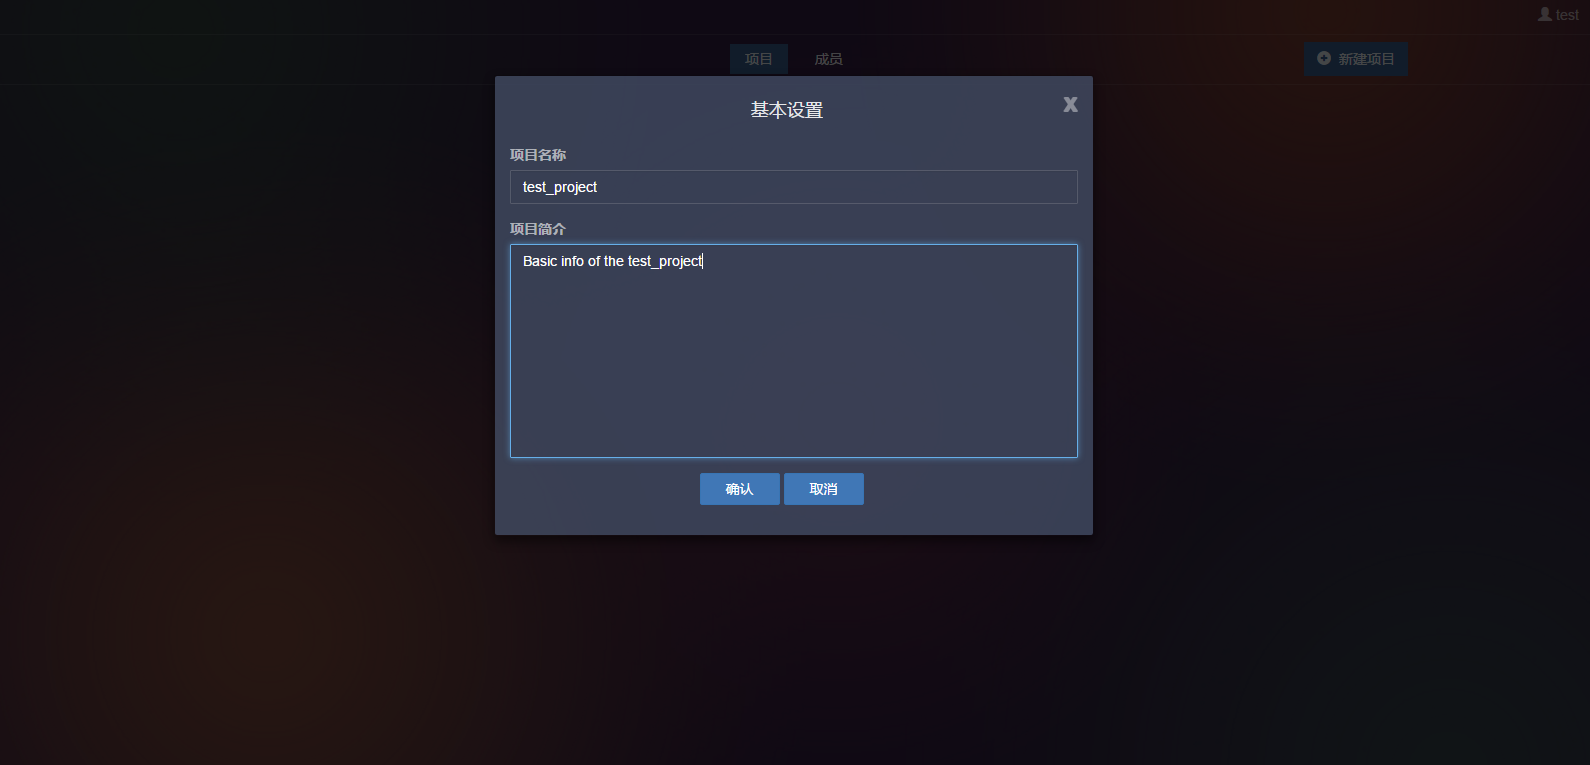 test
项目 成员 新建项目
基本设置
X
项目名称
test_project
项目简介
Basic info of the test_project
确认 取消